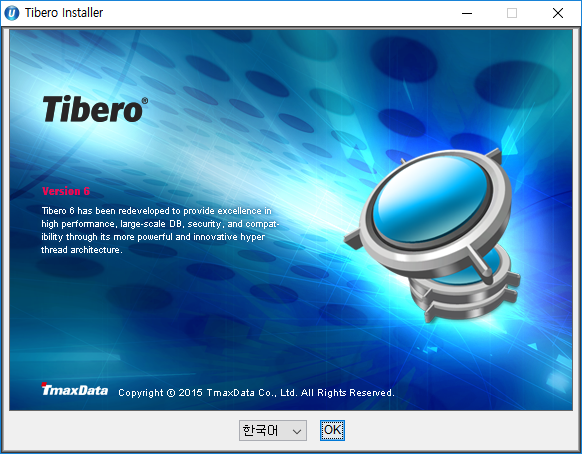 Tibero Installer
Tibero®
Version 6
Tibero 6 has been redeveloped to provide excellence in
high performance, large-scale DB, security, and compat-
ibility through its more powerful and innovative hyper
thread architecture.
TmaxData Copyright © 2015 TmaxData Co., Ltd. All Rights Reserved.
한국어 OK